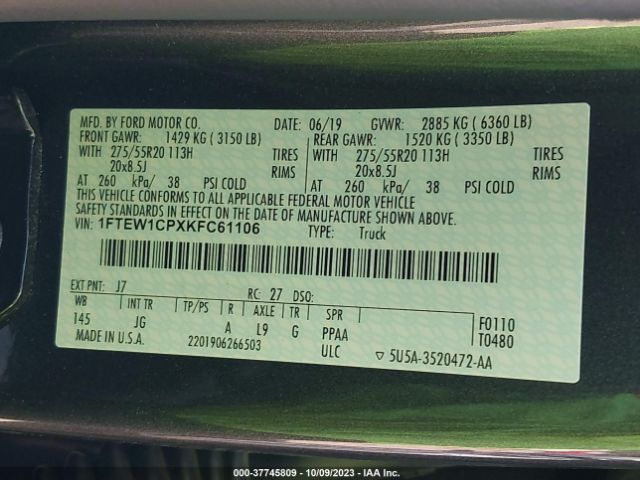 MFD. BY FORD MOTOR CO. DATE: 06/19 GVWR: 2885 KG ( 6360 LB)
FRONT GAWR: 1429 KG ( 3150 LB) REAR GAWR: 1520 KG ( 3350 LB)
WITH 275/55R20 113H TIRES WITH 275/55R20 113H TIRES
20x8.5J RIMS 20x8.5J RIMS
AT 260 kPa/ 38 PSI COLD AT 260 kPa/ 38 PSI COLD
THIS VEHICLE CONFORMS TO ALL APPLICABLE FEDERAL MOTOR VEHICLE
SAFETY STANDARDS IN EFFECT ON THE DATE OF MANUFACTURE SHOWN ABOVE.
VIN: 1FTEW1CPXKFC61106 TYPE: Truck
EXT PNT: J7 RC: 27 DSO:
WB INT TR TP/PS R AXLE TR SPR
145 JG A L9 G PPAA F0110
ULC T0480
MADE IN U.S.A. 2201906266503 ▽ 5U5A-3520472-AA
000-37745809 - 10/09/2023 - IAA Inc.